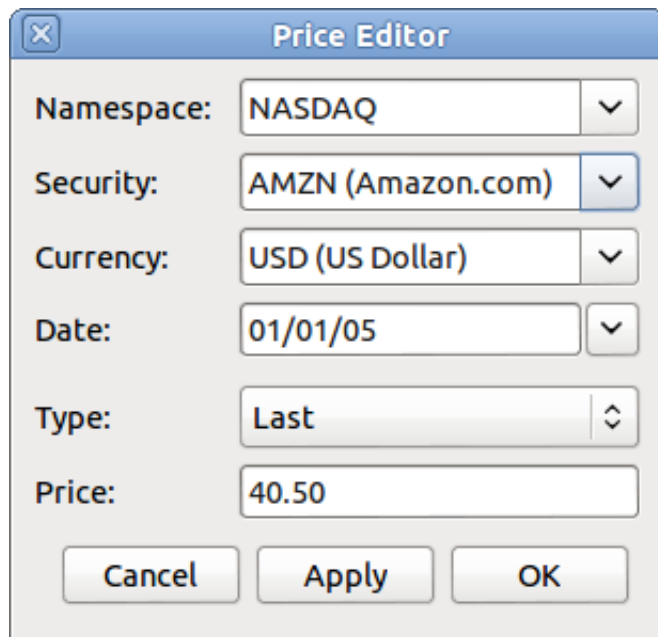 Price Editor
Namespace: NASDAQ
Security: AMZN (Amazon.com)
Currency: USD (US Dollar)
Date: 01/01/05
Type: Last
Price: 40.50
Cancel Apply OK